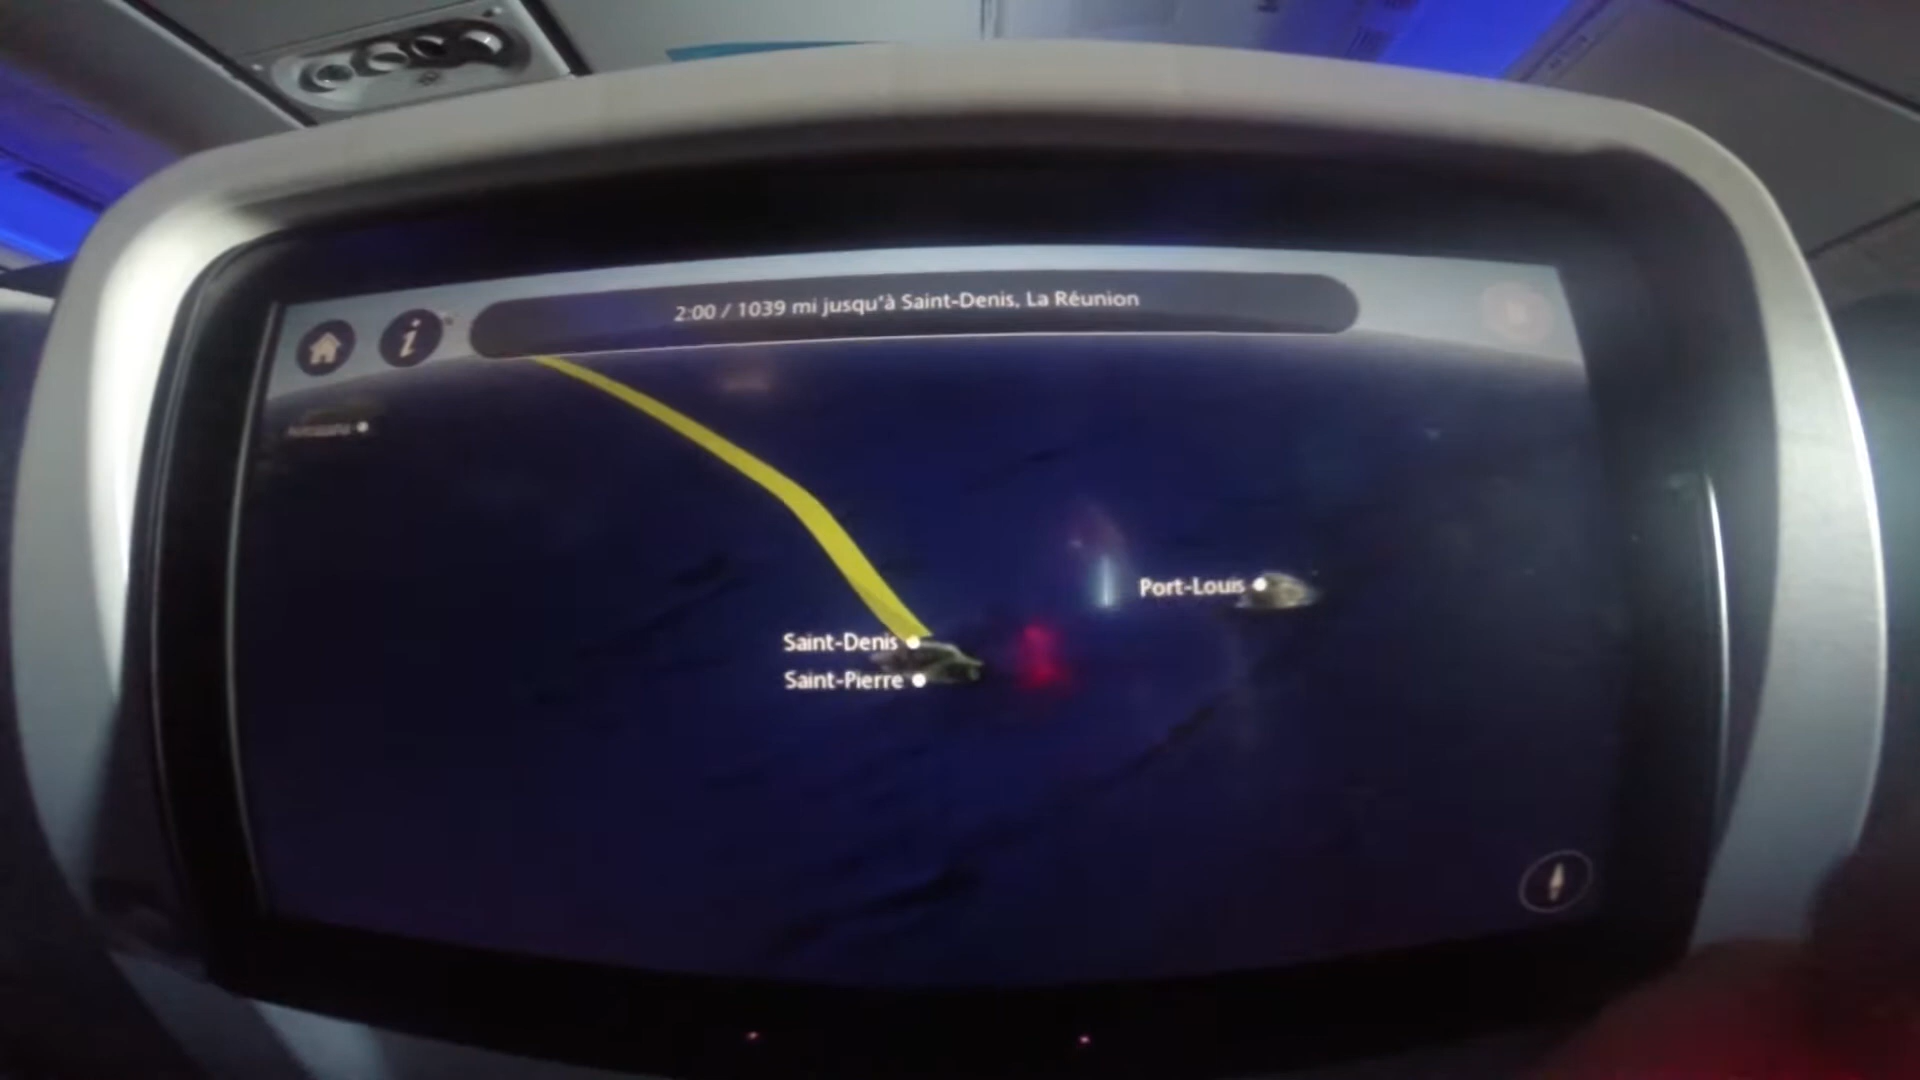 2:00 / 1039 mi jusqu'à Saint-Denis, La Réunion
Port-Louis
Saint-Denis
Saint-Pierre